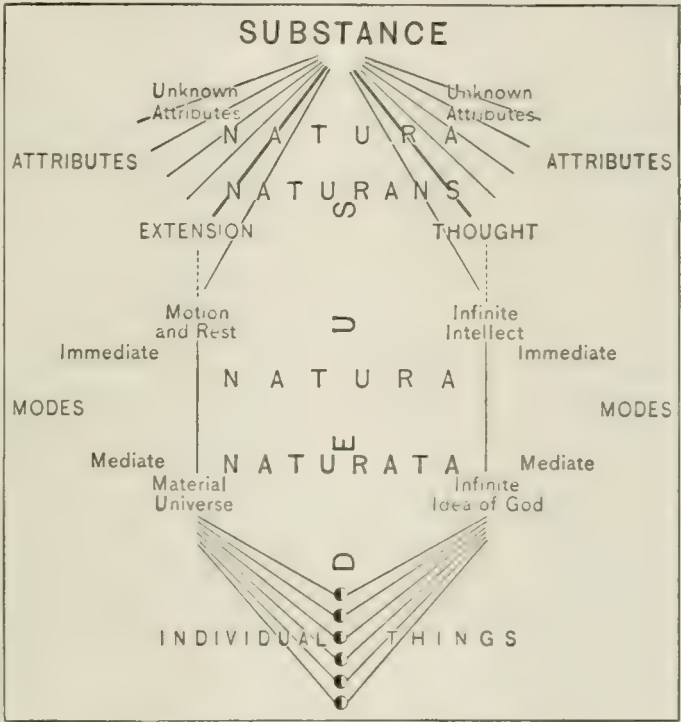 SUBSTANCE
Unknown Attributes
Unknown Attributes
N A T U R A
ATTRIBUTES
ATTRIBUTES
N A T U R A N S
EXTENSION
THOUGHT
Motion and Rest
Infinite Intellect
Immediate
Immediate
N A T U R A
MODES
MODES
Mediate
N A T U R A T A
Mediate
Material Universe
Infinite Idea of God
D E U S
INDIVIDUAL THINGS